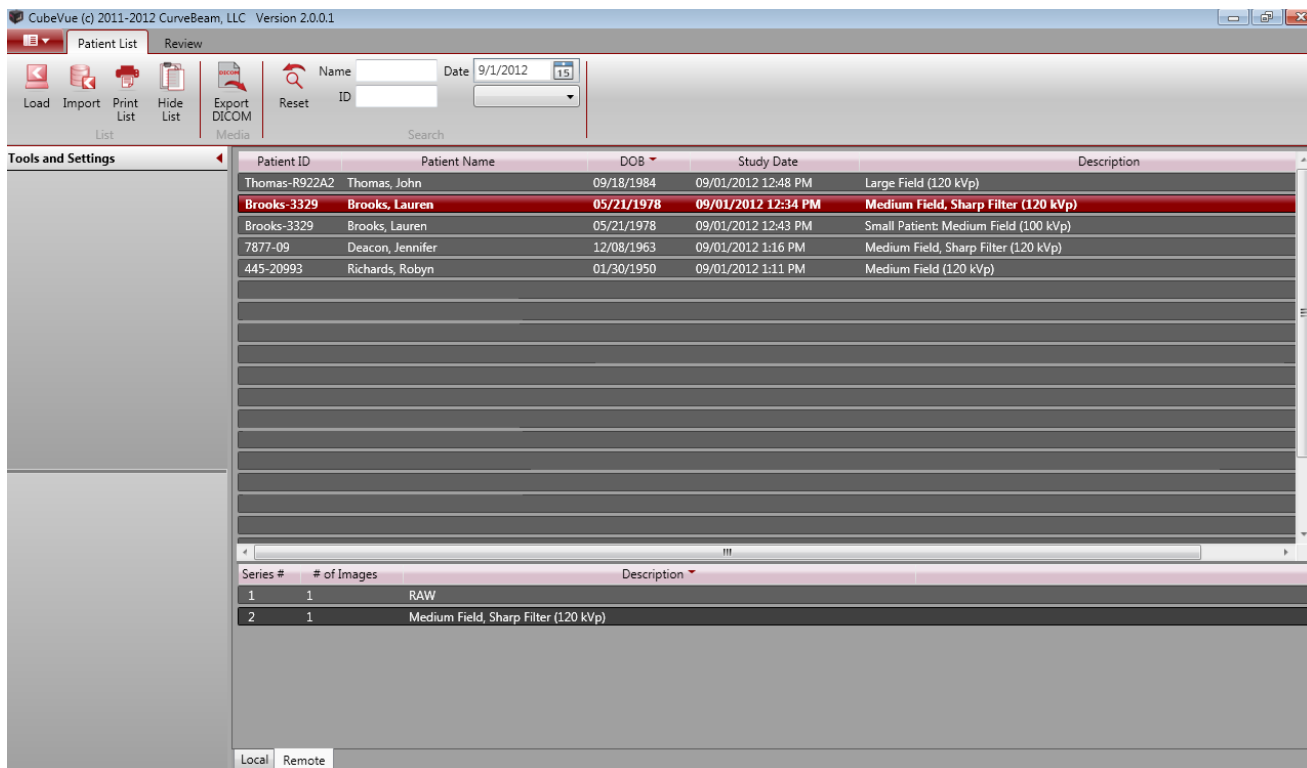 CubeVue (c) 2011-2012 CurveBeam, LLC Version 2.0.0.1
Patient List Review
Load Import Print List Hide List Export DICOM Reset Name Date 9/1/2012 15
ID
List Media Search
Tools and Settings
Patient ID Patient Name DOB Study Date Description
Thomas-R922A2 Thomas, John 09/18/1984 09/01/2012 12:48 PM Large Field (120 kVp)
Brooks-3329 Brooks, Lauren 05/21/1978 09/01/2012 12:34 PM Medium Field, Sharp Filter (120 kVp)
Brooks-3329 Brooks, Lauren 05/21/1978 09/01/2012 12:43 PM Small Patient: Medium Field (100 kVp)
7877-09 Deacon, Jennifer 12/08/1963 09/01/2012 1:16 PM Medium Field, Sharp Filter (120 kVp)
445-20993 Richards, Robyn 01/30/1950 09/01/2012 1:11 PM Medium Field (120 kVp)
Series # # of Images Description
1 1 RAW
2 1 Medium Field, Sharp Filter (120 kVp)
Local Remote